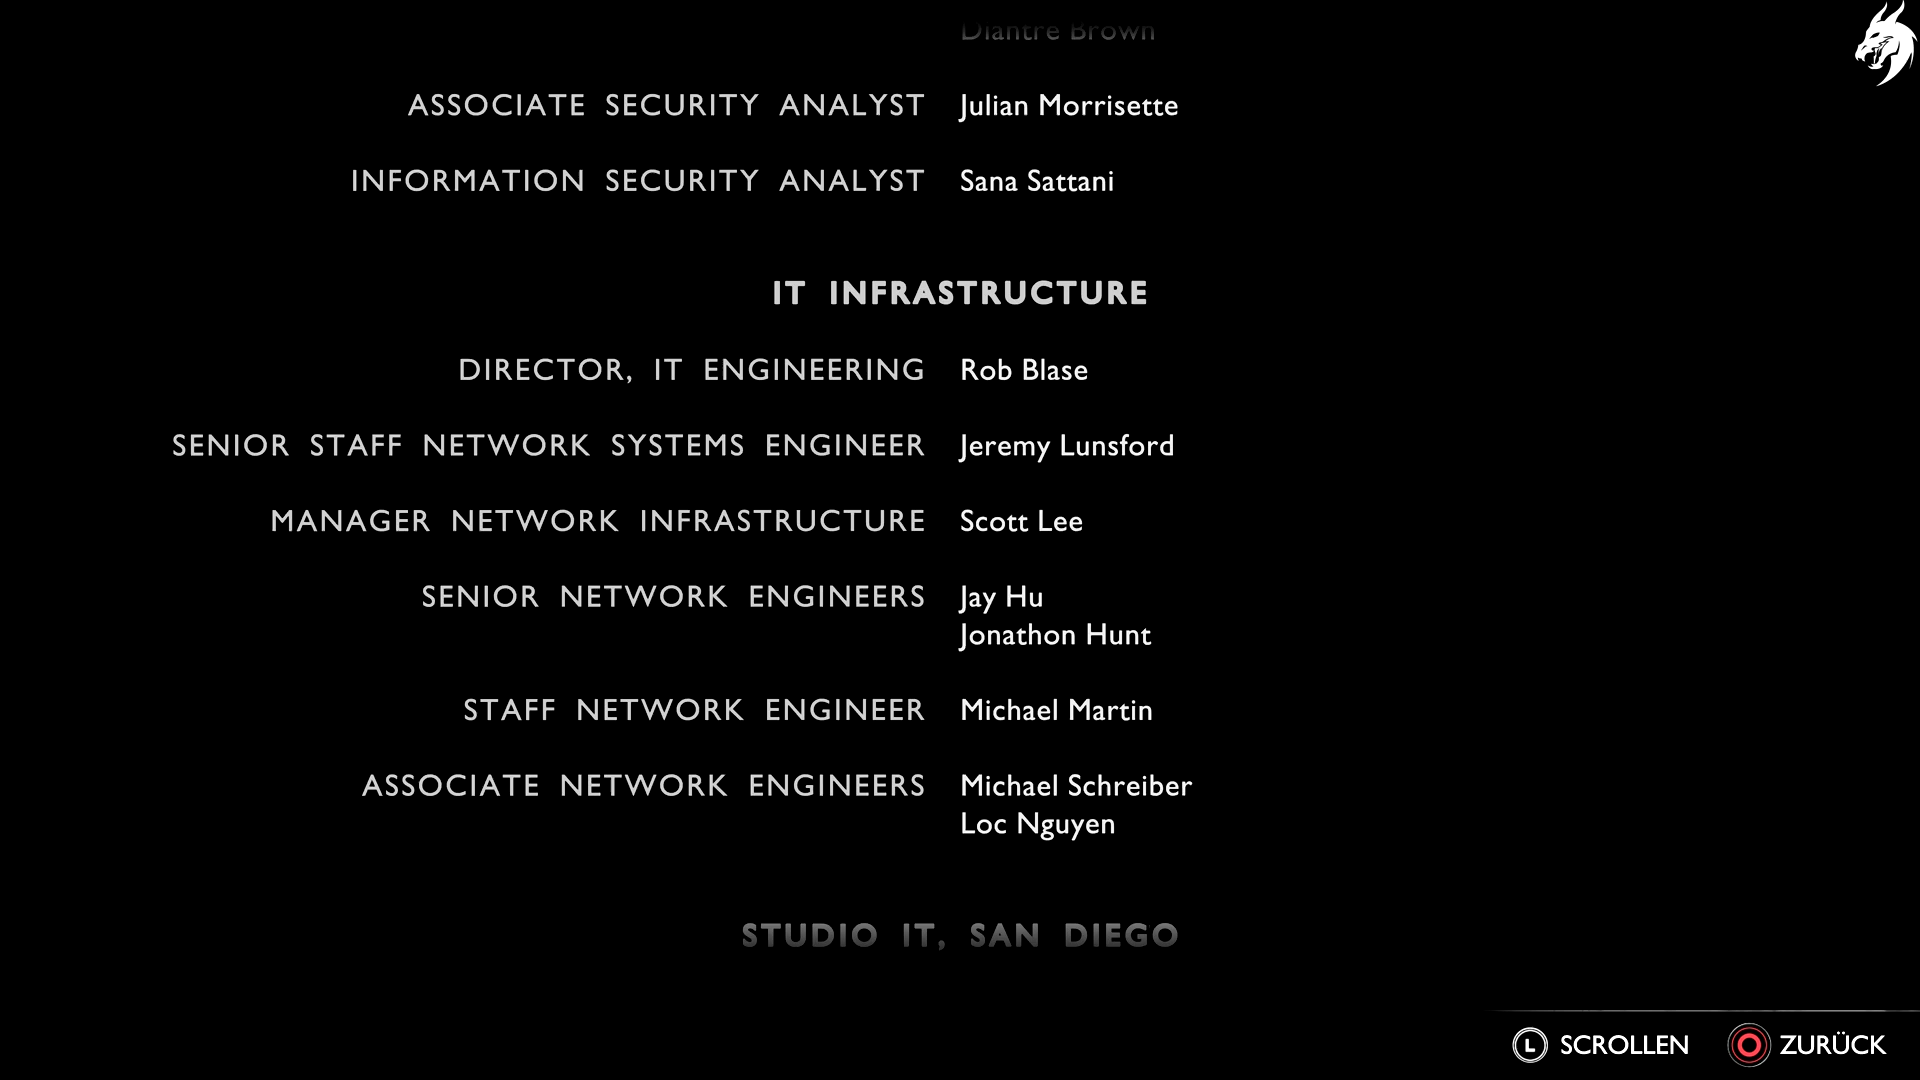 Diantre Brown
ASSOCIATE SECURITY ANALYST Julian Morrisette
INFORMATION SECURITY ANALYST Sana Sattani
IT INFRASTRUCTURE
DIRECTOR, IT ENGINEERING Rob Blase
SENIOR STAFF NETWORK SYSTEMS ENGINEER Jeremy Lunsford
MANAGER NETWORK INFRASTRUCTURE Scott Lee
SENIOR NETWORK ENGINEERS Jay Hu
Jonathon Hunt
STAFF NETWORK ENGINEER Michael Martin
ASSOCIATE NETWORK ENGINEERS Michael Schreiber
Loc Nguyen
STUDIO IT, SAN DIEGO
L SCROLLEN ZURÜCK